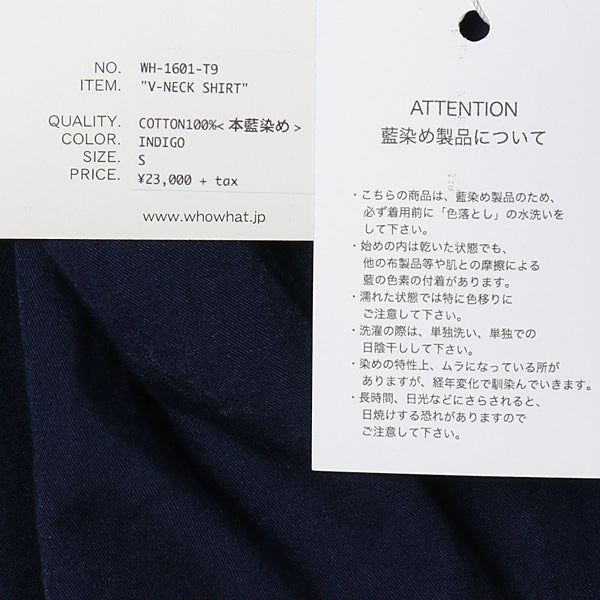 NO. WH-1601-T9
ITEM. "V-NECK SHIRT"
QUALITY. COTTON100%<本藍染め>
COLOR. INDIGO
SIZE. S
PRICE. ¥23,000 + tax
www.whowhat.jp
ATTENTION
藍染め製品について
・こちらの商品は、藍染め製品のため、
必ず着用前に「色落とし」の水洗いを
して下さい。
・始めの内は乾いた状態でも、
他の布製品等や肌との摩擦による
藍の色素の付着があります。
・濡れた状態では特に色移りに
ご注意して下さい。
・洗濯の際は、単独洗い、単独での
日陰干ししてください。
・染めの特性上、ムラになっている所が
ありますが、経年変化で馴染んでいきます。
・長時間、日光などにさらされると、
日焼けする恐れがありますので
ご注意して下さい。